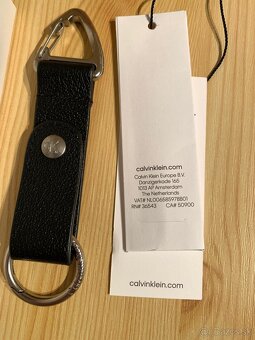 calvinklein.com
Calvin Klein Europe B.V.
Danzigerkade 165
1013 AP Amsterdam
The Netherlands
VAT# NL006585978B01
RN# 36543 CA# 50900
calvinklein.com